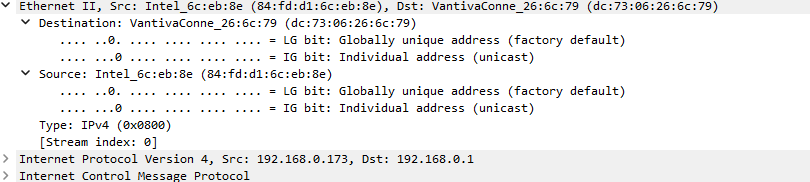 Ethernet II, Src: Intel_6c:eb:8e (84:fd:d1:6c:eb:8e), Dst: VantivaConne_26:6c:79 (dc:73:06:26:6c:79)
Destination: VantivaConne_26:6c:79 (dc:73:06:26:6c:79)
.... ..0. .... .... .... .... = LG bit: Globally unique address (factory default)
.... ...0 .... .... .... .... = IG bit: Individual address (unicast)
Source: Intel_6c:eb:8e (84:fd:d1:6c:eb:8e)
.... ..0. .... .... .... .... = LG bit: Globally unique address (factory default)
.... ...0 .... .... .... .... = IG bit: Individual address (unicast)
Type: IPv4 (0x0800)
[Stream index: 0]
Internet Protocol Version 4, Src: 192.168.0.173, Dst: 192.168.0.1
Internet Control Message Protocol